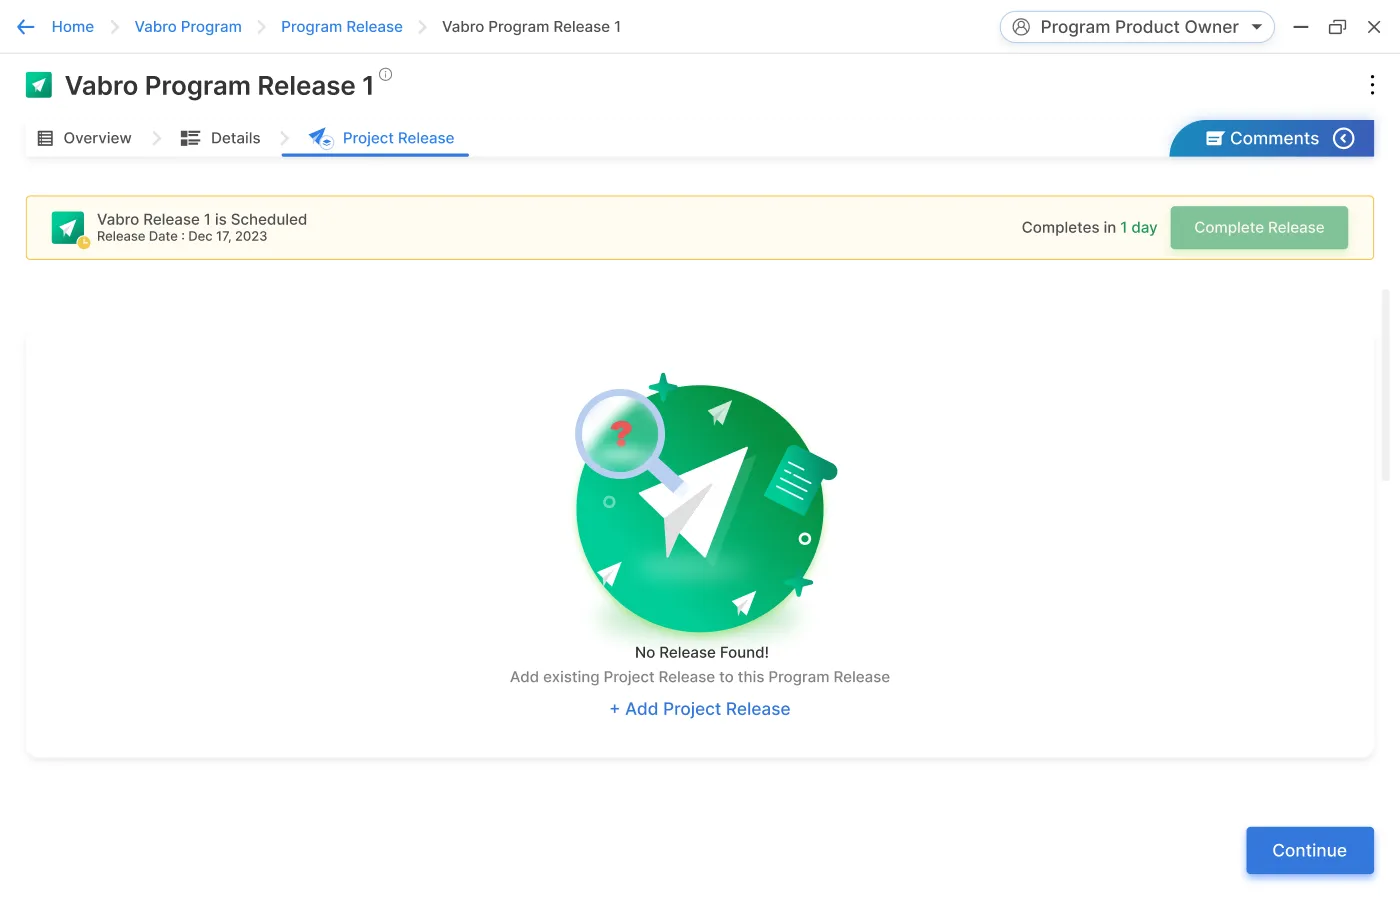 Home
Vabro Program
Program Release
Vabro Program Release 1
Program Product Owner
Vabro Program Release 1
Overview
Details
Project Release
Comments
Vabro Release 1 is Scheduled
Release Date : Dec 17, 2023
Completes in 1 day
Complete Release
?
No Release Found!
Add existing Project Release to this Program Release
+ Add Project Release
Continue